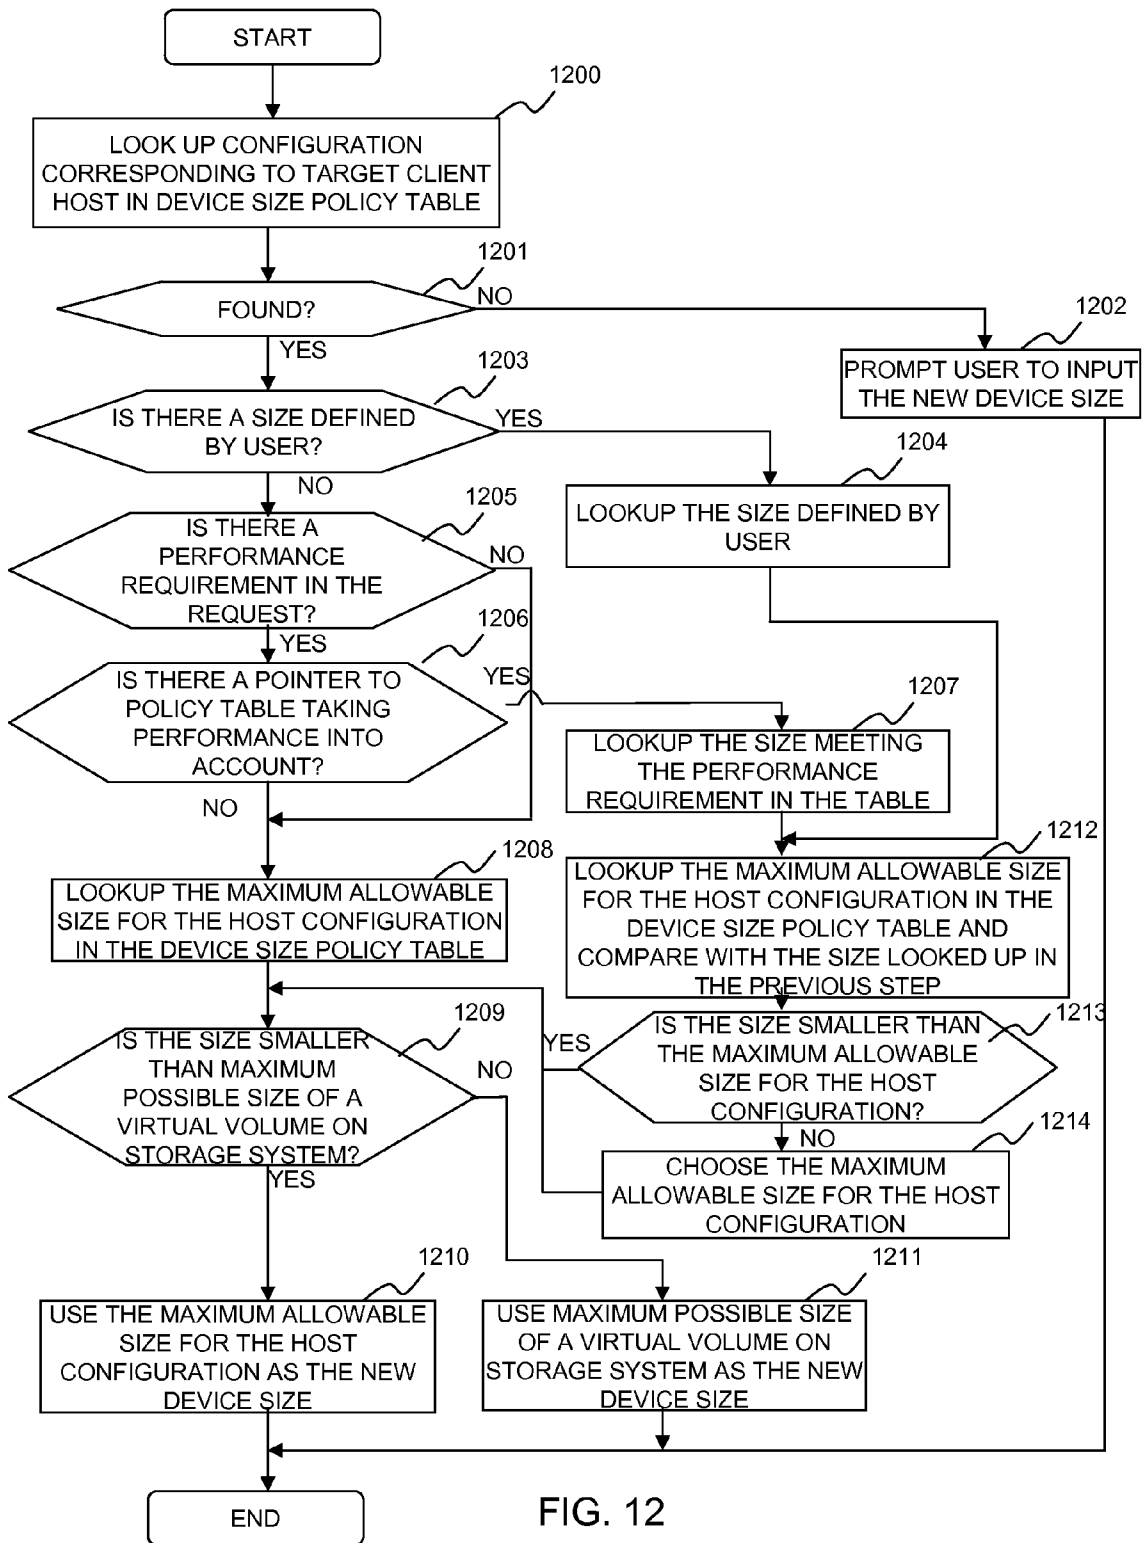 START
1200
LOOK UP CONFIGURATION
CORRESPONDING TO TARGET CLIENT
HOST IN DEVICE SIZE POLICY TABLE
1201
FOUND?
NO
YES
1202
PROMPT USER TO INPUT
THE NEW DEVICE SIZE
1203
IS THERE A SIZE DEFINED
BY USER?
YES
NO
1204
LOOKUP THE SIZE DEFINED BY
USER
1205
IS THERE A
PERFORMANCE
REQUIREMENT IN THE
REQUEST?
NO
YES
1206
IS THERE A POINTER TO
POLICY TABLE TAKING
PERFORMANCE INTO
ACCOUNT?
YES
NO
1207
LOOKUP THE SIZE MEETING
THE PERFORMANCE
REQUIREMENT IN THE TABLE
1208
LOOKUP THE MAXIMUM ALLOWABLE
SIZE FOR THE HOST CONFIGURATION
IN THE DEVICE SIZE POLICY TABLE
1212
LOOKUP THE MAXIMUM ALLOWABLE SIZE
FOR THE HOST CONFIGURATION IN THE
DEVICE SIZE POLICY TABLE AND
COMPARE WITH THE SIZE LOOKED UP IN
THE PREVIOUS STEP
1209
IS THE SIZE SMALLER
THAN MAXIMUM
POSSIBLE SIZE OF A
VIRTUAL VOLUME ON
STORAGE SYSTEM?
NO
YES
1213
IS THE SIZE SMALLER THAN
THE MAXIMUM ALLOWABLE
SIZE FOR THE HOST
CONFIGURATION?
YES
NO
1214
CHOOSE THE MAXIMUM
ALLOWABLE SIZE FOR THE HOST
CONFIGURATION
1210
USE THE MAXIMUM ALLOWABLE
SIZE FOR THE HOST
CONFIGURATION AS THE NEW
DEVICE SIZE
1211
USE MAXIMUM POSSIBLE SIZE
OF A VIRTUAL VOLUME ON
STORAGE SYSTEM AS THE NEW
DEVICE SIZE
END
FIG. 12